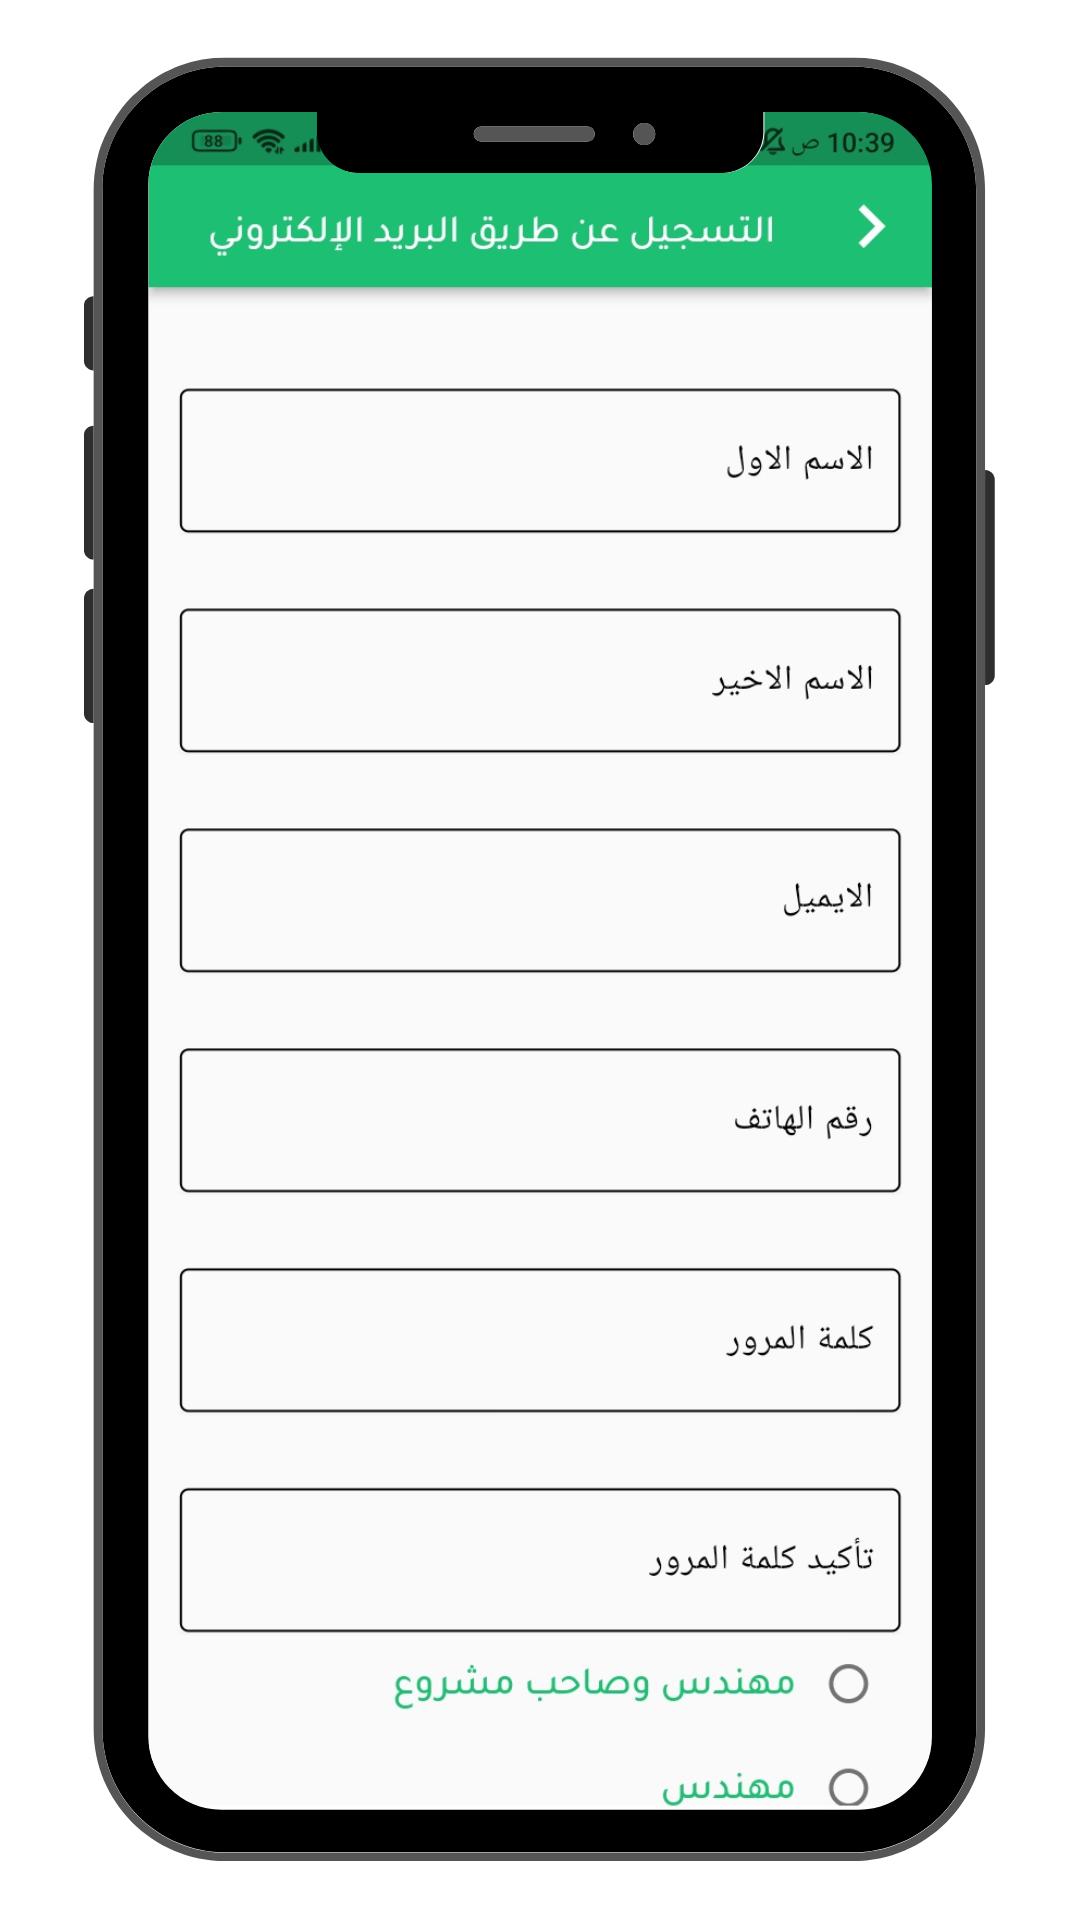 10:39 ص
88
التسجيل عن طريق البريد الإلكتروني
الاسم الاول
الاسم الاخير
الايميل
رقم الهاتف
كلمة المرور
تأكيد كلمة المرور
مهندس وصاحب مشروع
مهندس